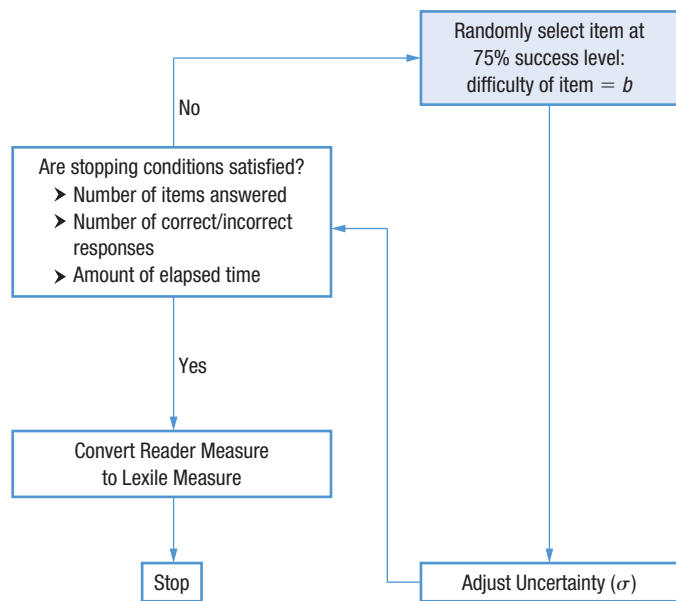 Randomly select item at
75% success level:
difficulty of item = b
No
Are stopping conditions satisfied?
➤ Number of items answered
➤ Number of correct/incorrect
responses
➤ Amount of elapsed time
Yes
Convert Reader Measure
to Lexile Measure
Stop
Adjust Uncertainty (σ)